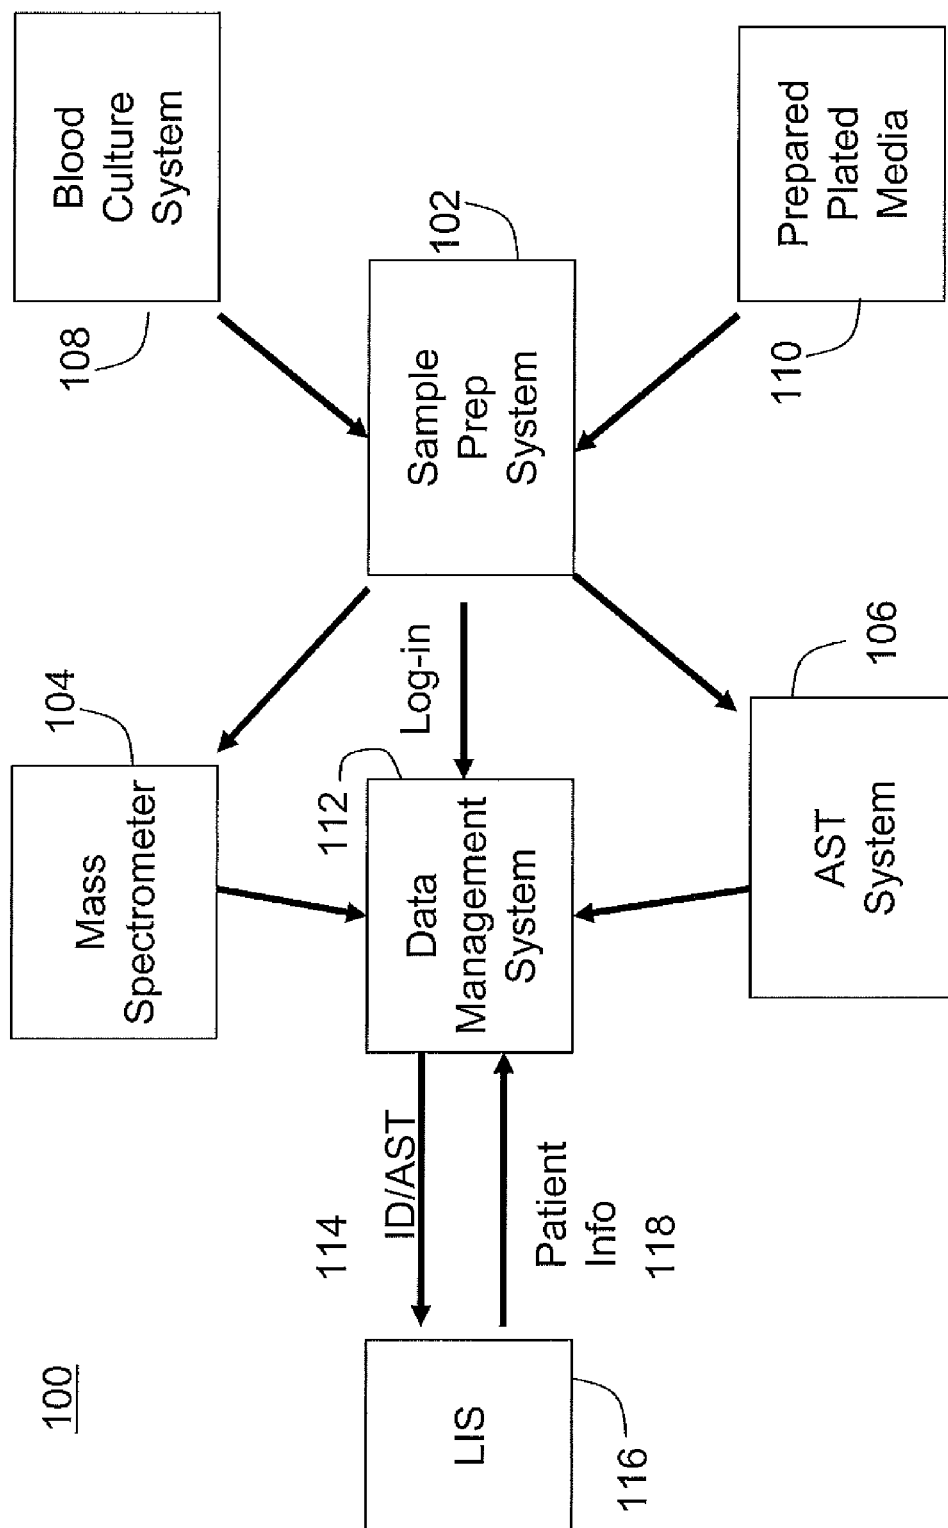 100
LIS
116
114
ID/AST
Patient
Info
118
Mass
Spectrometer
104
112
Data
Management
System
Log-in
AST
System
106
Sample
Prep
System
102
Blood
Culture
System
108
Prepared
Plated
Media
110